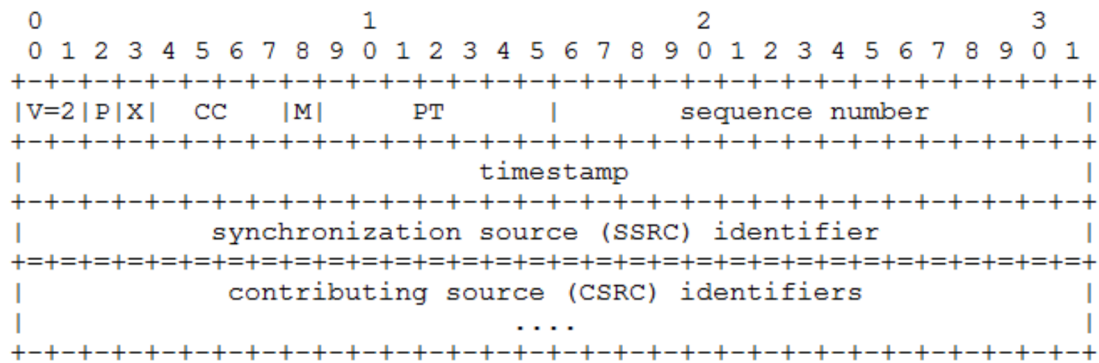 0                   1                   2                   3
0 1 2 3 4 5 6 7 8 9 0 1 2 3 4 5 6 7 8 9 0 1 2 3 4 5 6 7 8 9 0 1
+-+-+-+-+-+-+-+-+-+-+-+-+-+-+-+-+-+-+-+-+-+-+-+-+-+-+-+-+-+-+-+-+
|V=2|P|X|  CC   |M|     PT      |       sequence number         |
+-+-+-+-+-+-+-+-+-+-+-+-+-+-+-+-+-+-+-+-+-+-+-+-+-+-+-+-+-+-+-+-+
|                           timestamp                           |
+-+-+-+-+-+-+-+-+-+-+-+-+-+-+-+-+-+-+-+-+-+-+-+-+-+-+-+-+-+-+-+-+
|           synchronization source (SSRC) identifier            |
+=+=+=+=+=+=+=+=+=+=+=+=+=+=+=+=+=+=+=+=+=+=+=+=+=+=+=+=+=+=+=+=+
|            contributing source (CSRC) identifiers             |
|                             ....                              |
+-+-+-+-+-+-+-+-+-+-+-+-+-+-+-+-+-+-+-+-+-+-+-+-+-+-+-+-+-+-+-+-+